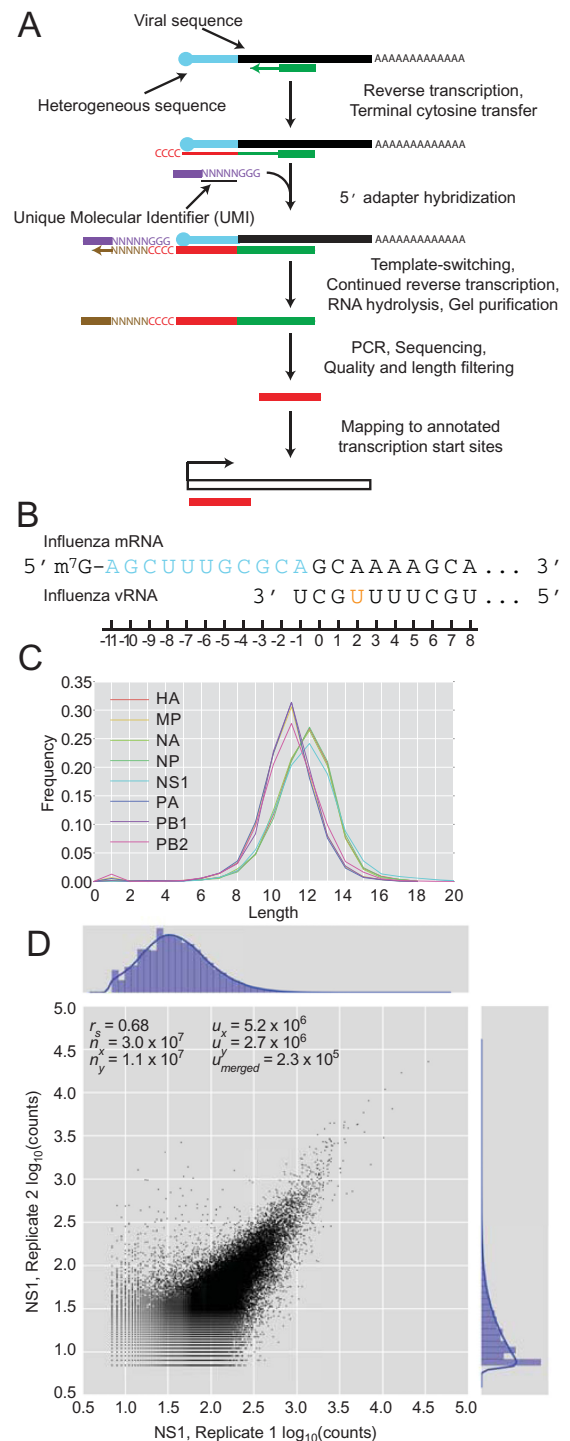 A
Viral sequence
AAAAAAAAAAAAA
Heterogeneous sequence
Reverse transcription,
Terminal cytosine transfer
CCCC
AAAAAAAAAAAAA
NNNNNGGG
Unique Molecular Identifier (UMI)
5′ adapter hybridization
NNNNNGGG
AAAAAAAAAAAAA
NNNNNCCCC
Template-switching,
Continued reverse transcription,
RNA hydrolysis, Gel purification
NNNNNCCCC
PCR, Sequencing,
Quality and length filtering
Mapping to annotated
transcription start sites
B
Influenza mRNA
5′ m⁷G-AGCUUUGCGCAGCAAAAGCA... 3′
Influenza vRNA
3′ UCGUUUUCGU... 5′
-11 -10 -9 -8 -7 -6 -5 -4 -3 -2 -1 0 1 2 3 4 5 6 7 8
C
0.35
0.30
0.25
0.20
0.15
0.10
0.05
0.00
Frequency
HA
MP
NA
NP
NS1
PA
PB1
PB2
0 2 4 6 8 10 12 14 16 18 20
Length
D
5.0
4.5
4.0
3.5
3.0
2.5
2.0
1.5
1.0
0.5
NS1, Replicate 2 log₁₀(counts)
rₛ = 0.68
nₓ = 3.0 x 10⁷
n_y = 1.1 x 10⁷
uₓ = 5.2 x 10⁶
u_y = 2.7 x 10⁶
u_merged = 2.3 x 10⁵
0.5 1.0 1.5 2.0 2.5 3.0 3.5 4.0 4.5 5.0
NS1, Replicate 1 log₁₀(counts)